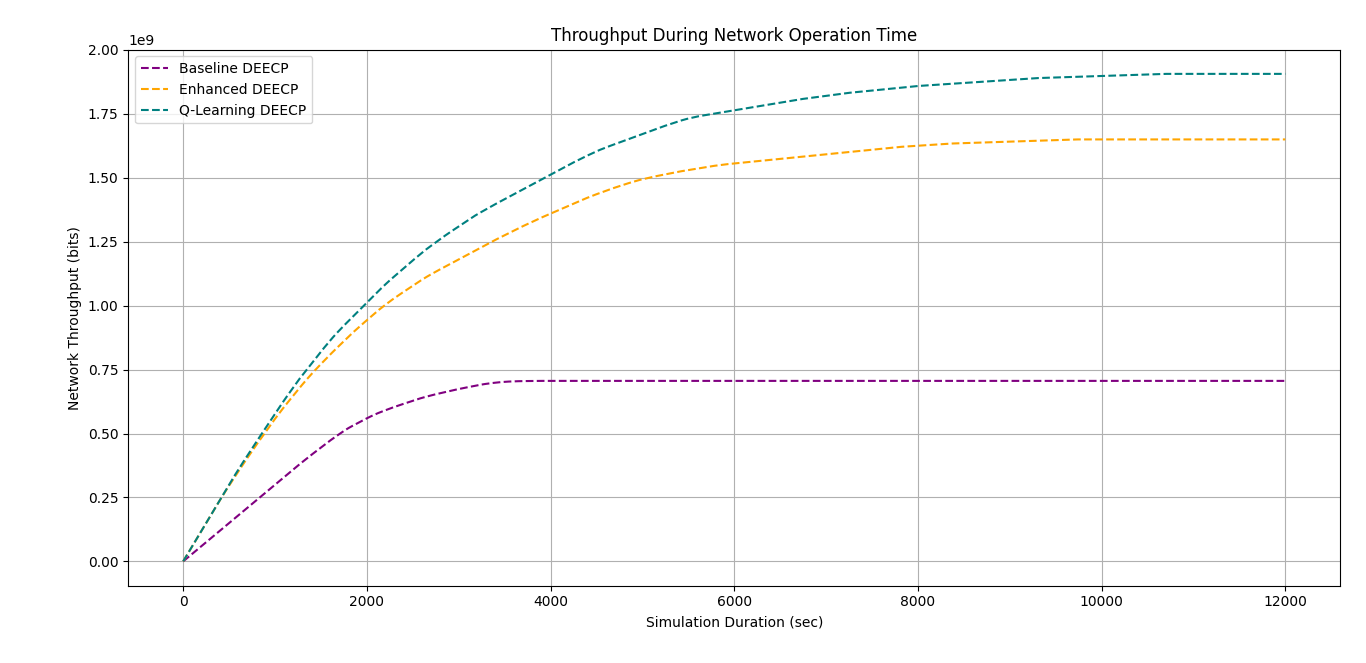 Throughput During Network Operation Time
1e9
Baseline DEECP
Enhanced DEECP
Q-Learning DEECP
Network Throughput (bits)
2.00
1.75
1.50
1.25
1.00
0.75
0.50
0.25
0.00
0 2000 4000 6000 8000 10000 12000
Simulation Duration (sec)